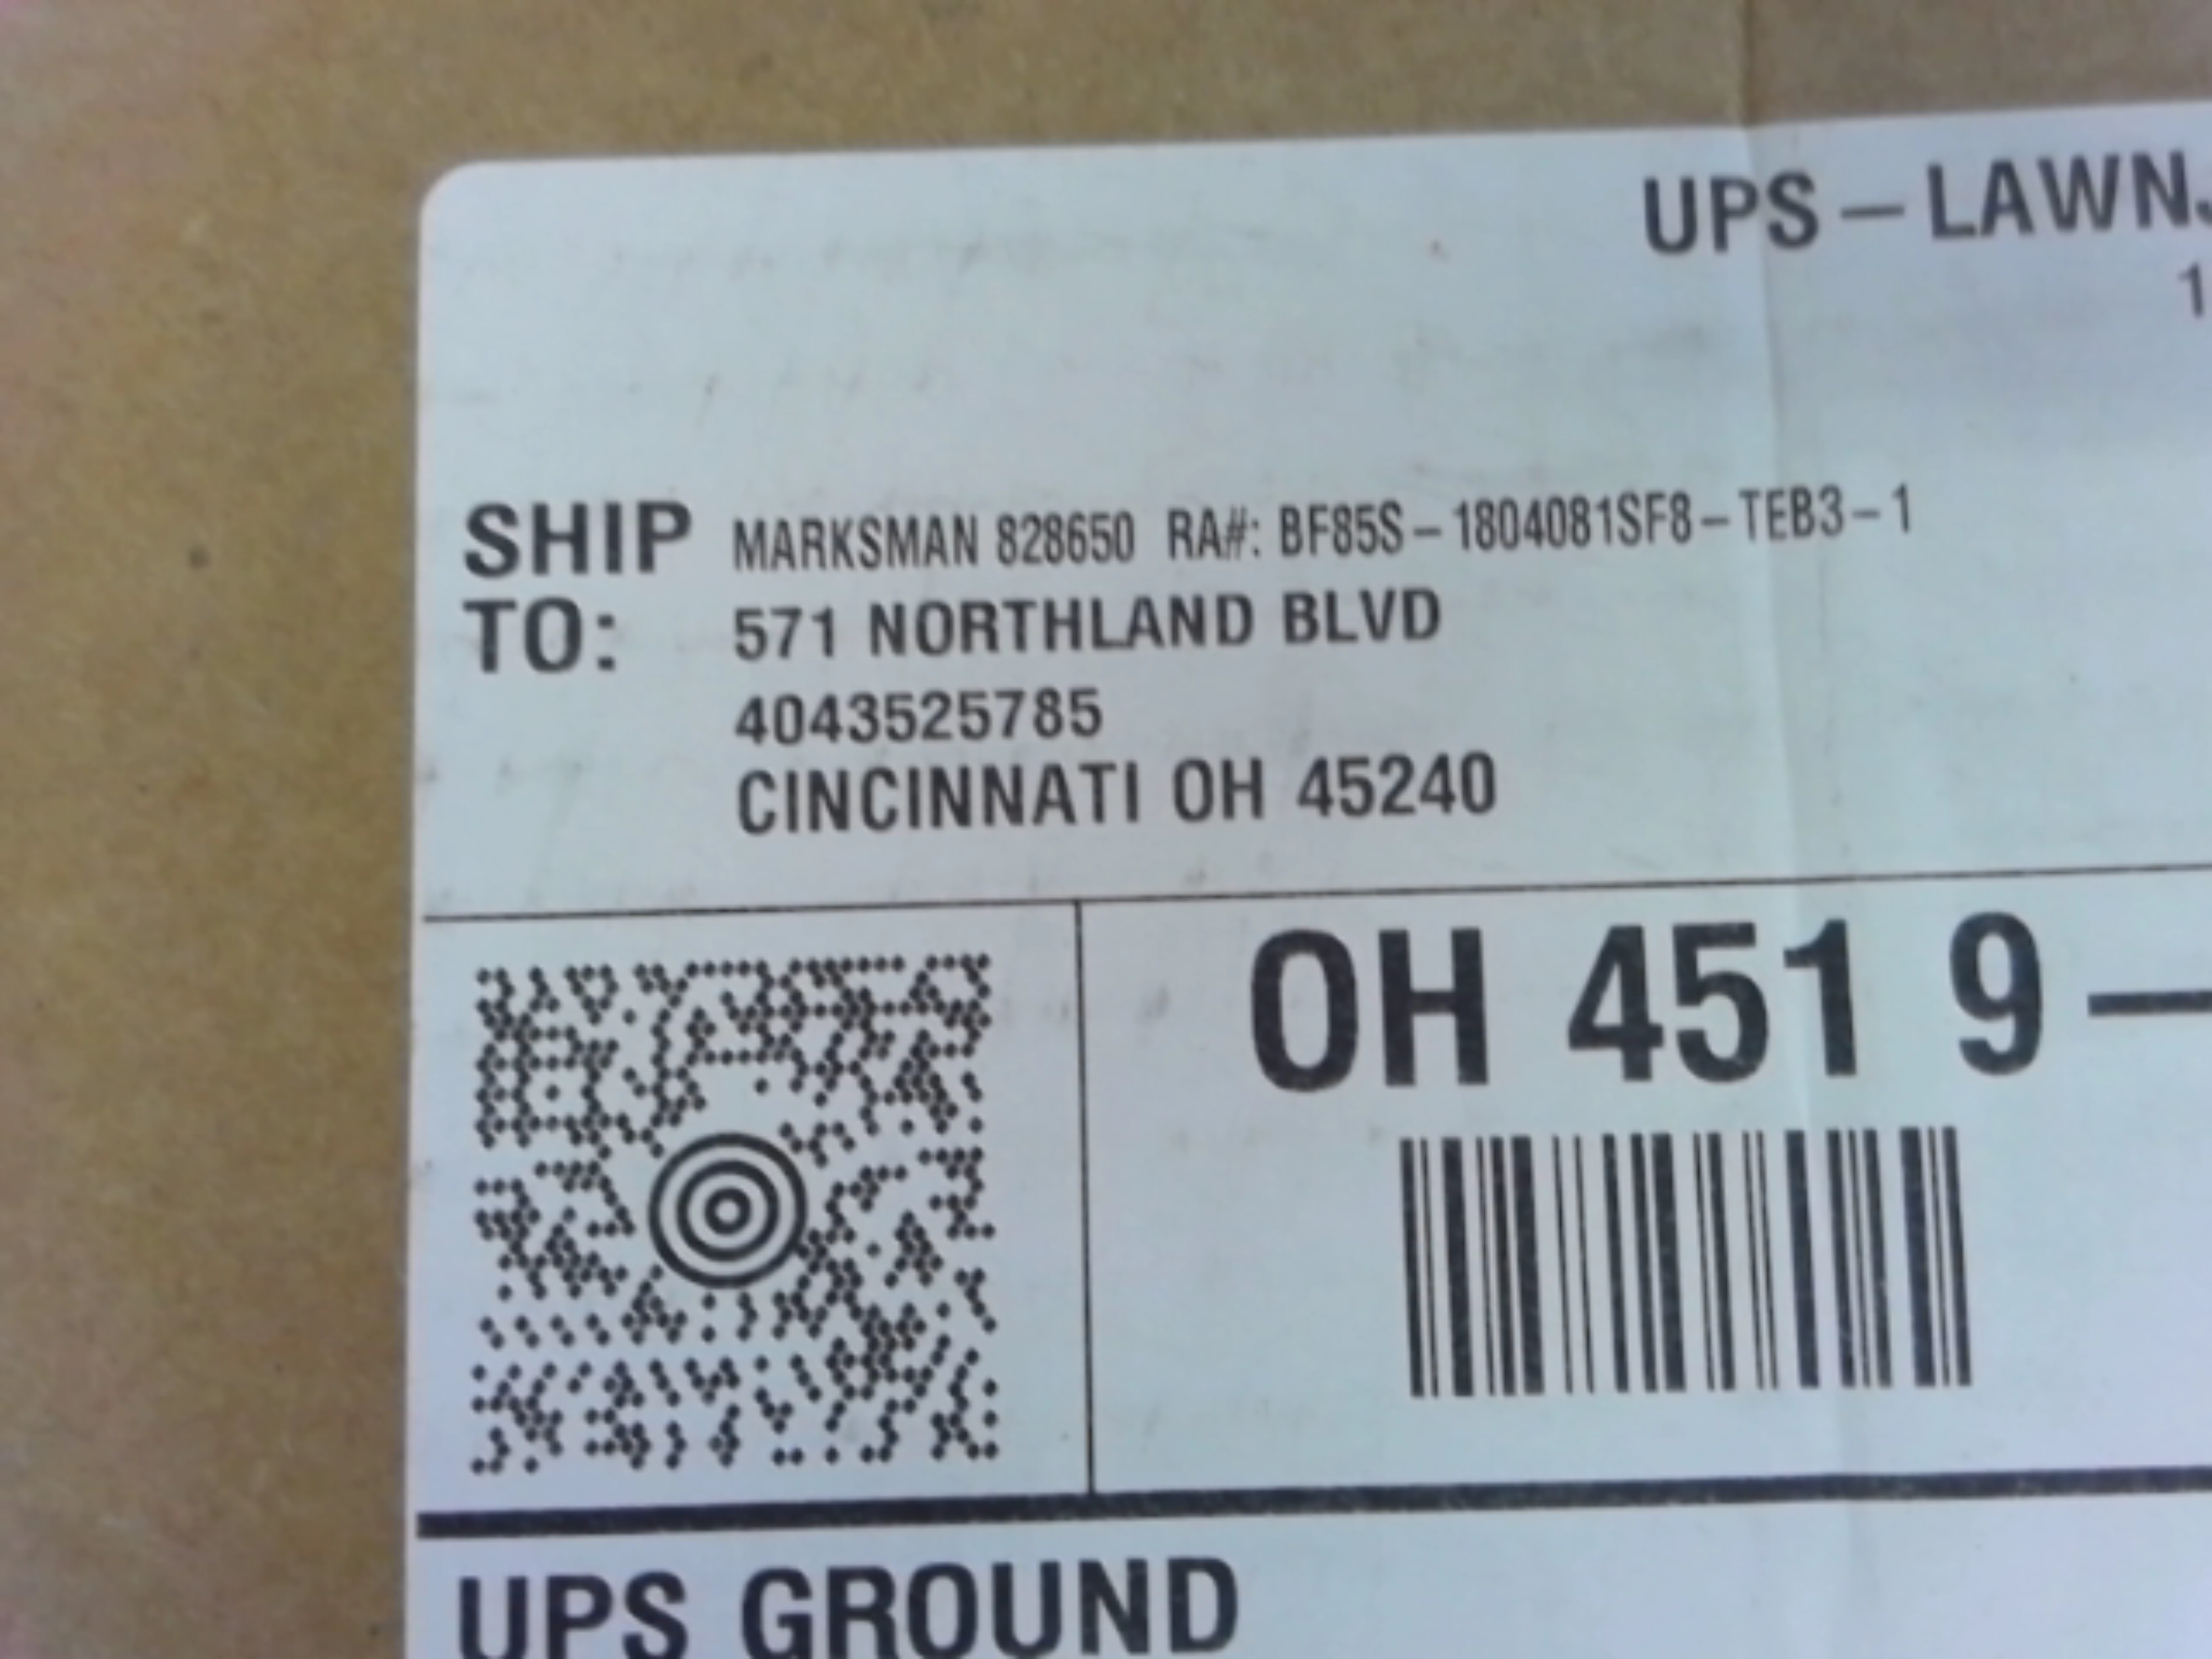 UPS – LAWN
1
SHIP TO: MARKSMAN 828650 RA#: BF85S – 1804081SF8 – TEB3 – 1
571 NORTHLAND BLVD
4043525785
CINCINNATI OH 45240
OH 451 9 –
UPS GROUND